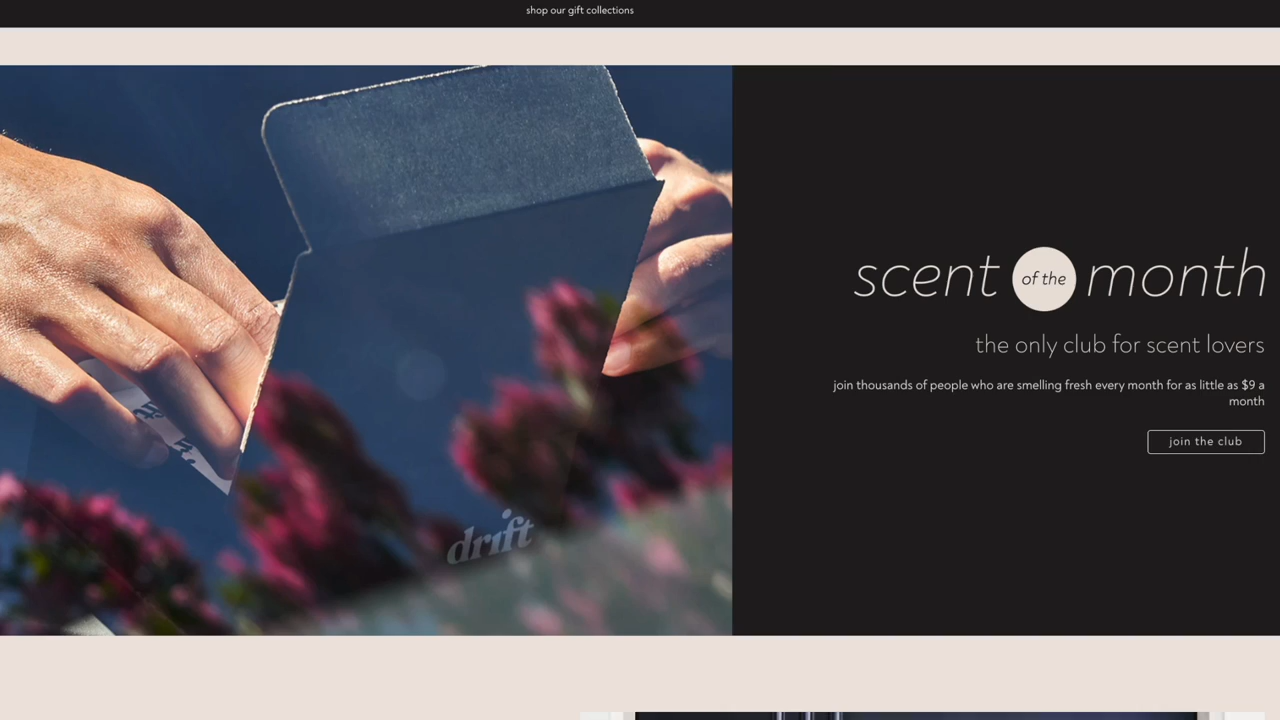 shop our gift collections
scent of the month
the only club for scent lovers
join thousands of people who are smelling fresh every month for as little as $9 a
month
join the club
drift